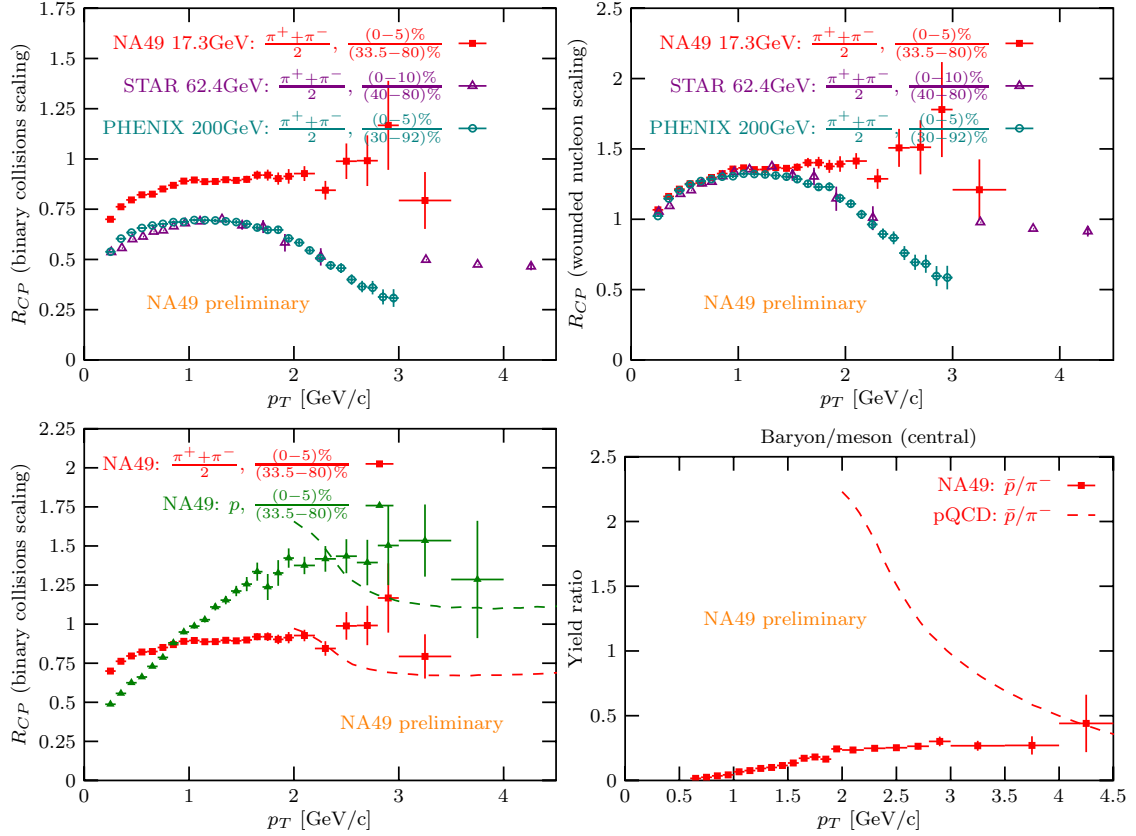 R_CP (binary collisions scaling)
1.75
1.5
1.25
1
0.75
0.5
0.25
0
NA49 17.3GeV: (π⁺+π⁻)/2, (0−5)%/(33.5−80)%
STAR 62.4GeV: (π⁺+π⁻)/2, (0−10)%/(40−80)%
PHENIX 200GeV: (π⁺+π⁻)/2, (0−5)%/(30−92)%
NA49 preliminary
0 1 2 3 4
p_T [GeV/c]
R_CP (wounded nucleon scaling)
2.5
2
1.5
1
0.5
0
NA49 17.3GeV: (π⁺+π⁻)/2, (0−5)%/(33.5−80)%
STAR 62.4GeV: (π⁺+π⁻)/2, (0−10)%/(40−80)%
PHENIX 200GeV: (π⁺+π⁻)/2, (0−5)%/(30−92)%
NA49 preliminary
0 1 2 3 4
p_T [GeV/c]
R_CP (binary collisions scaling)
2.25
2
1.75
1.5
1.25
1
0.75
0.5
0.25
0
NA49: (π⁺+π⁻)/2, (0−5)%/(33.5−80)%
NA49: p, (0−5)%/(33.5−80)%
NA49 preliminary
0 1 2 3 4
p_T [GeV/c]
Baryon/meson (central)
Yield ratio
2.5
2
1.5
1
0.5
0
NA49: p̄/π⁻
pQCD: p̄/π⁻
NA49 preliminary
0 0.5 1 1.5 2 2.5 3 3.5 4 4.5
p_T [GeV/c]